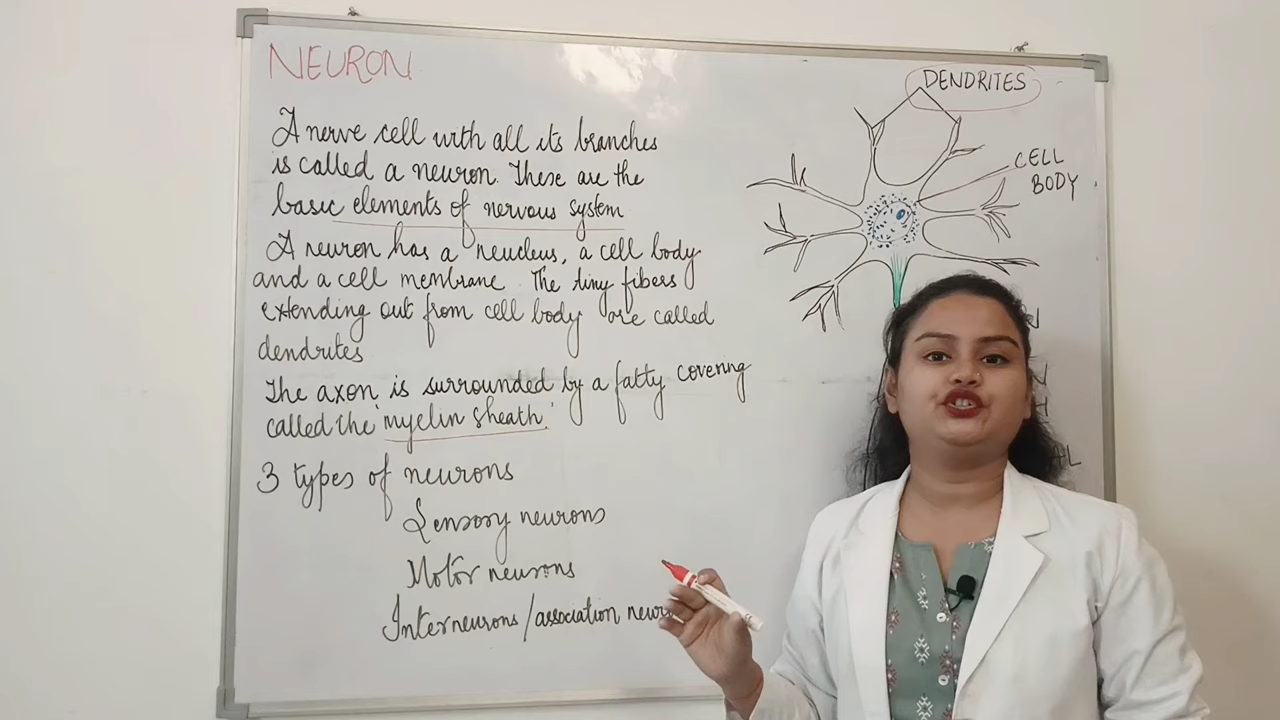 NEURON
A nerve cell with all its branches
is called a neuron. These are the
basic elements of nervous system
A neuron has a neucleus, a cell body
and a cell membrane. The tiny fibers
extending out from cell body are called
dendrites
The axon is surrounded by a fatty covering
called the 'myelin sheath.'
3 types of neurons
Sensory neurons
Motor neurons
Interneurons/association
DENDRITES
CELL
BODY